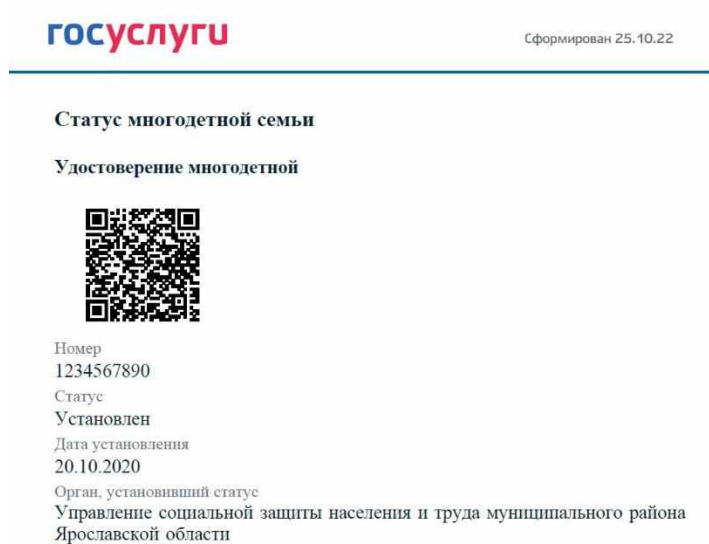 госуслуги
Сформирован 25.10.22
Статус многодетной семьи
Удостоверение многодетной
Номер
1234567890
Статус
Установлен
Дата установления
20.10.2020
Орган, установивший статус
Управление социальной защиты населения и труда муниципального района
Ярославской области